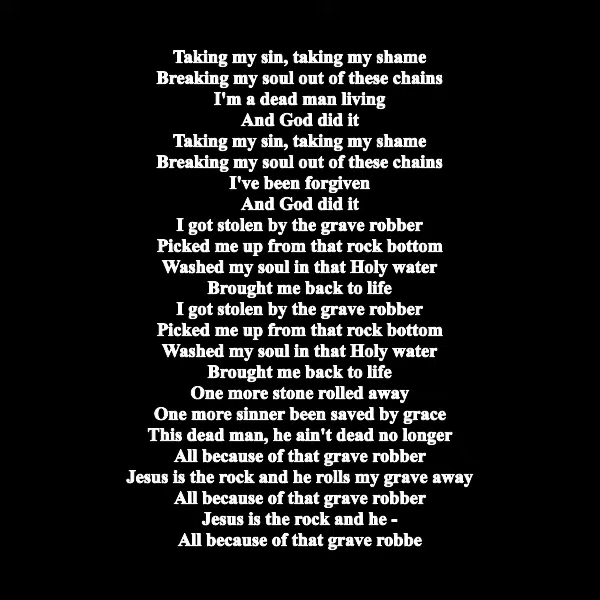 Taking my sin, taking my shame
Breaking my soul out of these chains
I'm a dead man living
And God did it
Taking my sin, taking my shame
Breaking my soul out of these chains
I've been forgiven
And God did it
I got stolen by the grave robber
Picked me up from that rock bottom
Washed my soul in that Holy water
Brought me back to life
I got stolen by the grave robber
Picked me up from that rock bottom
Washed my soul in that Holy water
Brought me back to life
One more stone rolled away
One more sinner been saved by grace
This dead man, he ain't dead no longer
All because of that grave robber
Jesus is the rock and he rolls my grave away
All because of that grave robber
Jesus is the rock and he -
All because of that grave robbe